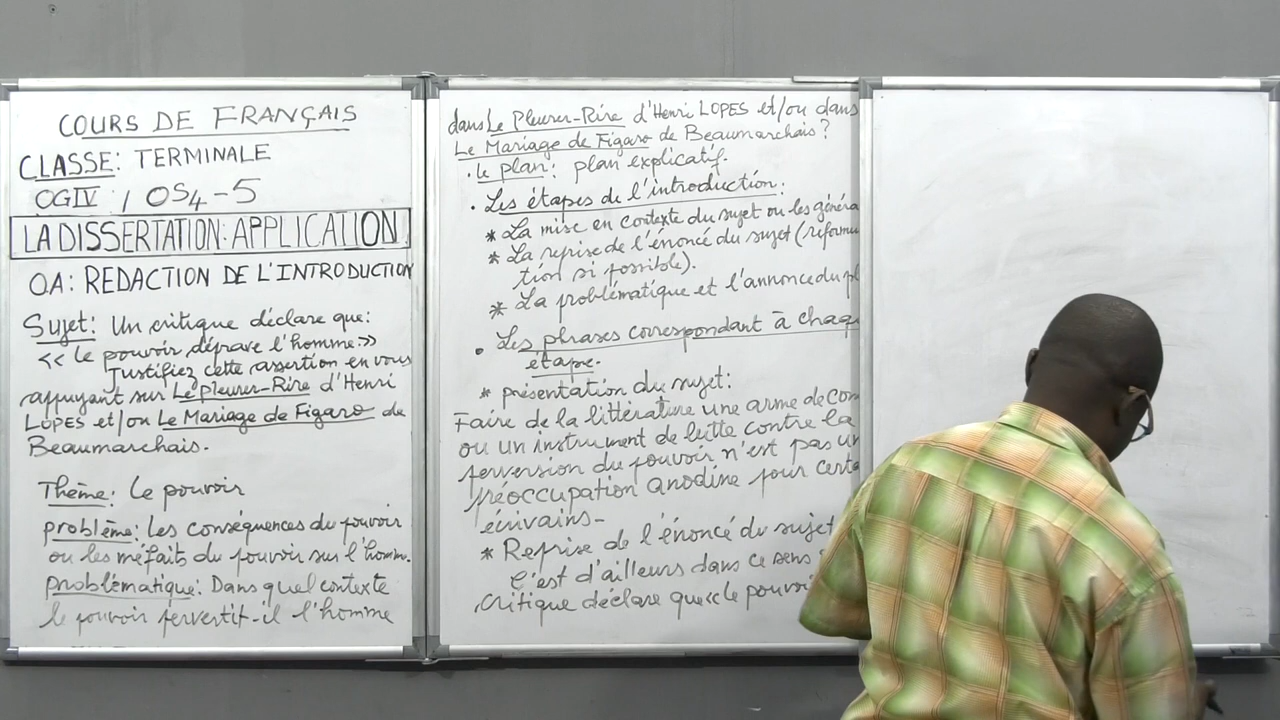 COURS DE FRANÇAIS
CLASSE: TERMINALE
OGIV / OS4-5
LA DISSERTATION: APPLICATION
OA: REDACTION DE L'INTRODUCTION
Sujet: Un critique déclare que:
<< Le pouvoir déprave l'homme.>>
Justifiez cette assertion en vous
appuyant sur Le Pleurer-Rire d'Henri
LOPES et/ou Le Mariage de Figaro de
Beaumarchais.
Thème: Le pouvoir
problème: Les conséquences du pouvoir
ou les méfaits du pouvoir sur l'homme.
problématique: Dans quel contexte
le pouvoir pervertit-il l'homme
dans Le Pleurer-Rire d'Henri LOPES et/ou dans
Le Mariage de Figaro de Beaumarchais?
. le plan: plan explicatif.
. Les étapes de l'introduction:
* La mise en contexte du sujet ou les généra
* La reprise de l'énoncé du sujet (reformu
tion si possible).
* La problématique et l'annonce du pl
. Les phrases correspondant à chaq
étape.
* présentation du sujet:
Faire de la littérature une arme de com
ou un instrument de lutte contre la
perversion du pouvoir n'est pas un
préoccupation anodine pour certa
écrivains-
* Reprise de l'énoncé du sujet
C'est d'ailleurs dans ce sens
critique déclare que << le pouvoi